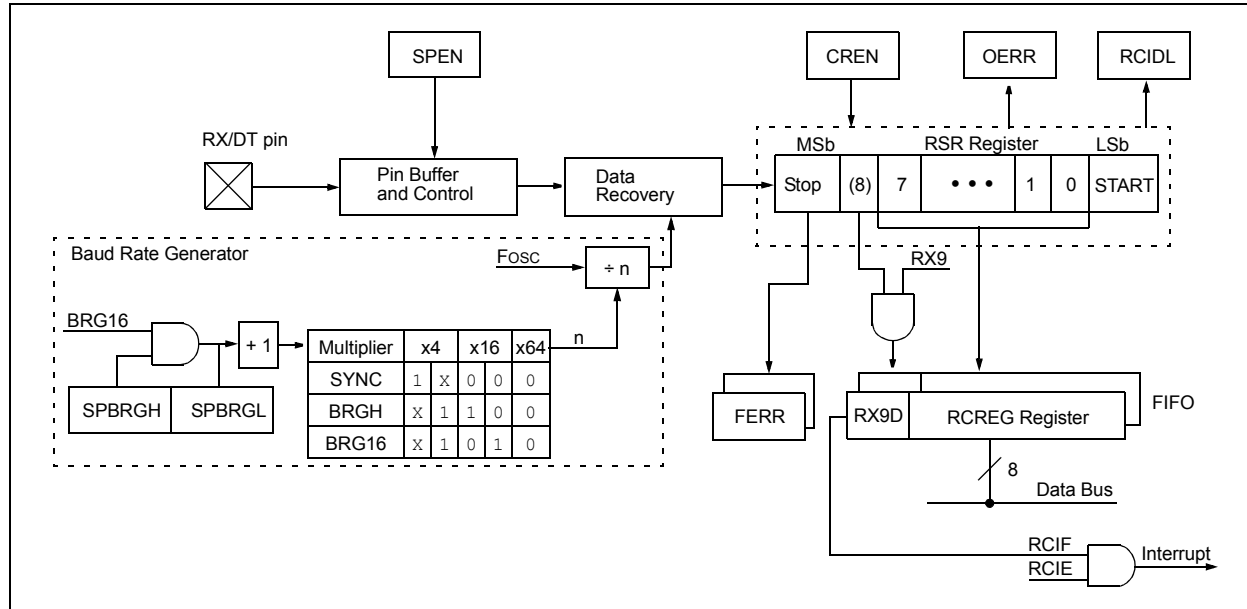 SPEN
CREN
OERR
RCIDL
RX/DT pin
Pin Buffer
and Control
Data
Recovery
MSb RSR Register LSb
Stop (8) 7 • • • 1 0 START
Baud Rate Generator
FOSC
÷ n
RX9
BRG16
+ 1
n
Multiplier x4 x16 x64
SYNC 1 X 0 0 0
BRGH X 1 1 0 0
BRG16 X 1 0 1 0
SPBRGH SPBRGL
FERR
RX9D RCREG Register
FIFO
8
Data Bus
RCIF
RCIE
Interrupt